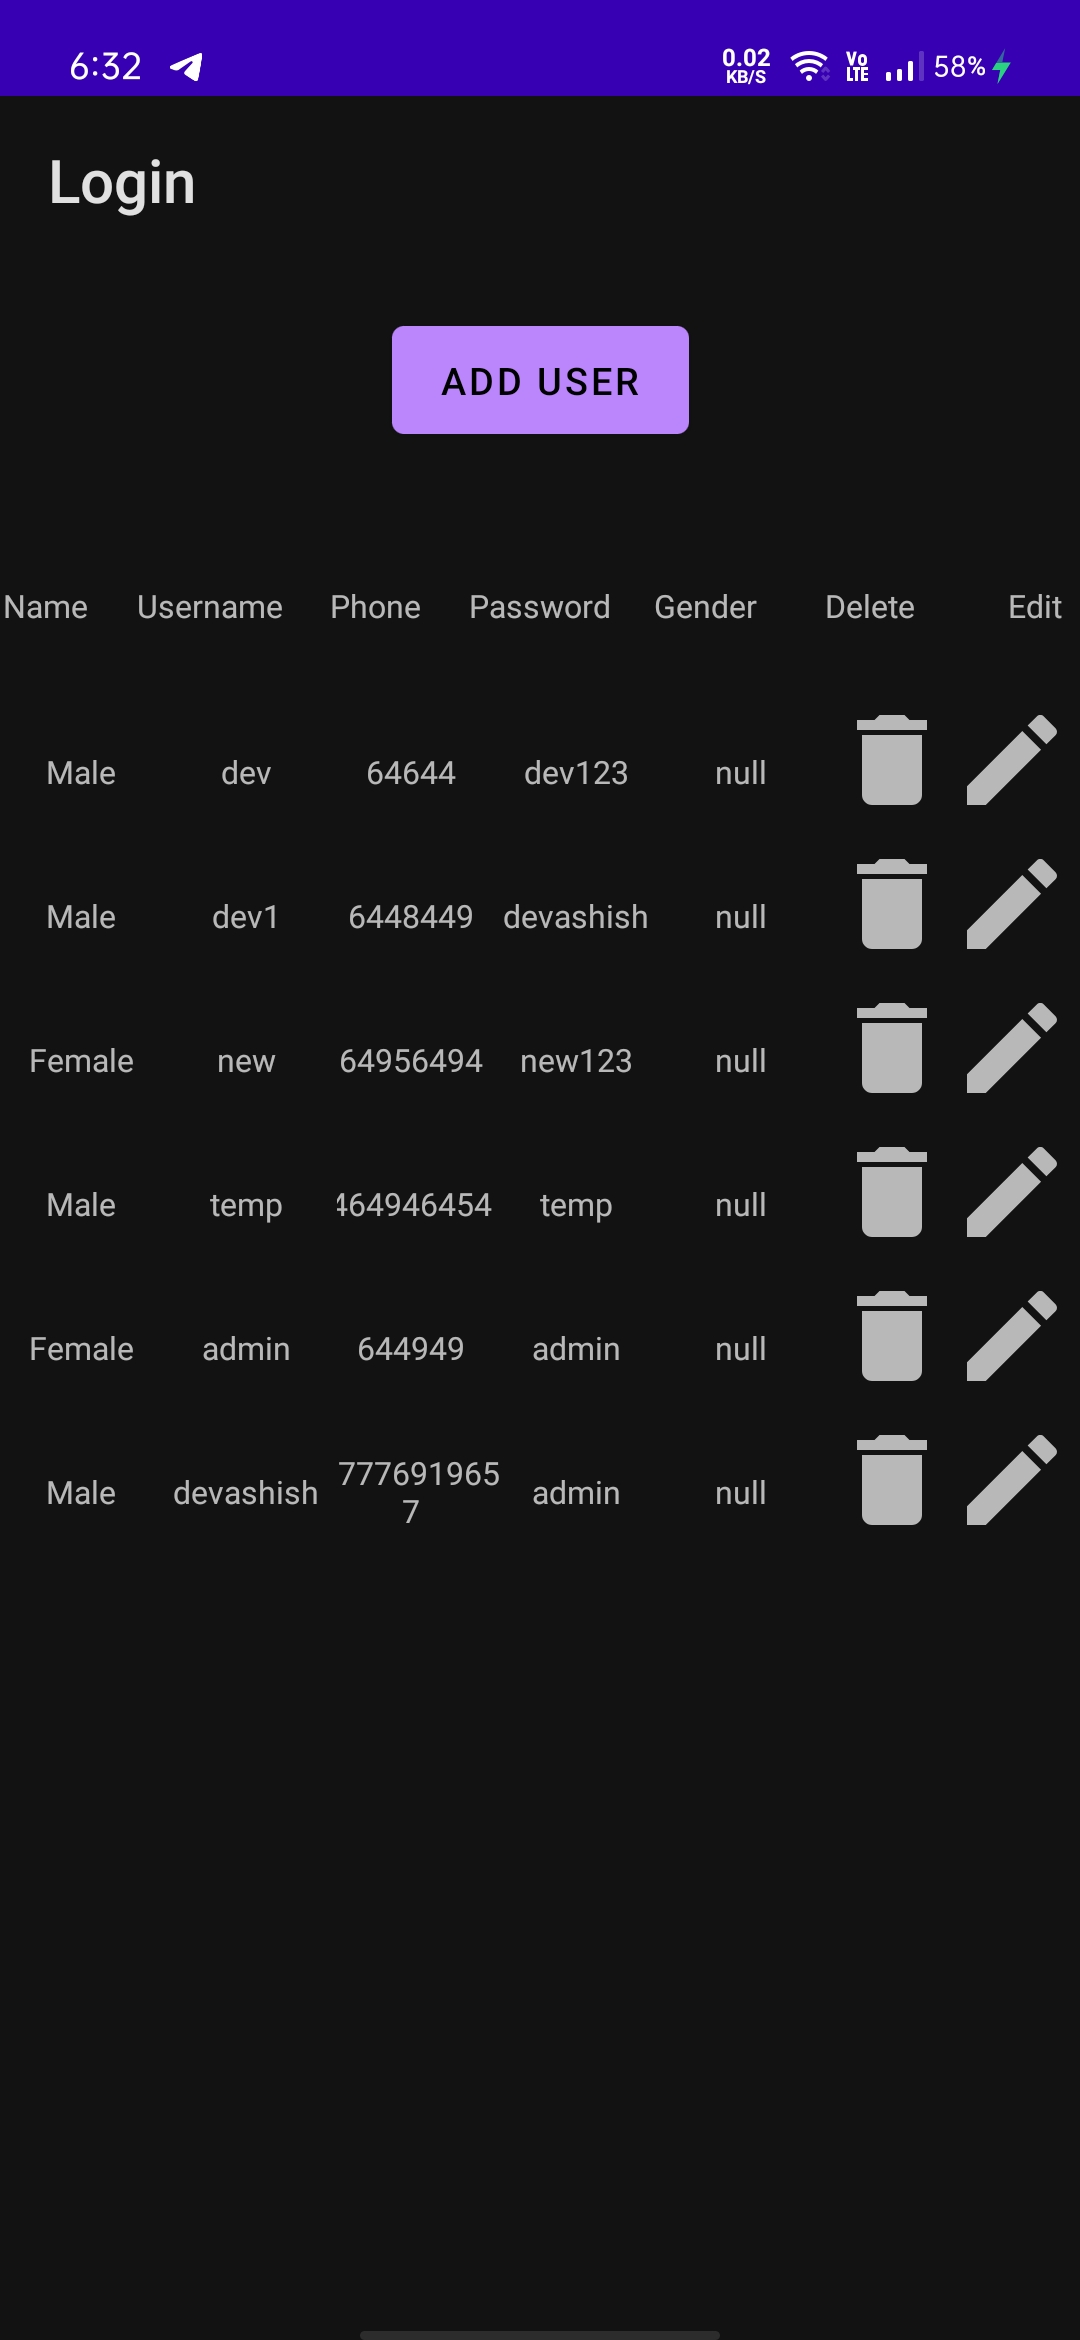 6:32 0.02 KB/S Vo LTE 58%
Login
ADD USER
Name Username Phone Password Gender Delete Edit
Male dev 64644 dev123 null
Male dev1 6448449 devashish null
Female new 64956494 new123 null
Male temp 464946454 temp null
Female admin 644949 admin null
Male devashish 777691965 admin null
7